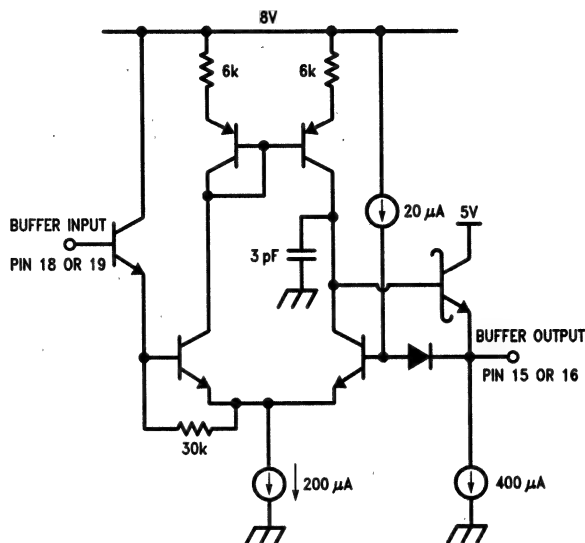 8V
6k
6k
20 µA
5V
BUFFER INPUT
PIN 18 OR 19
3 pF
BUFFER OUTPUT
PIN 15 OR 16
30k
200 µA
400 µA